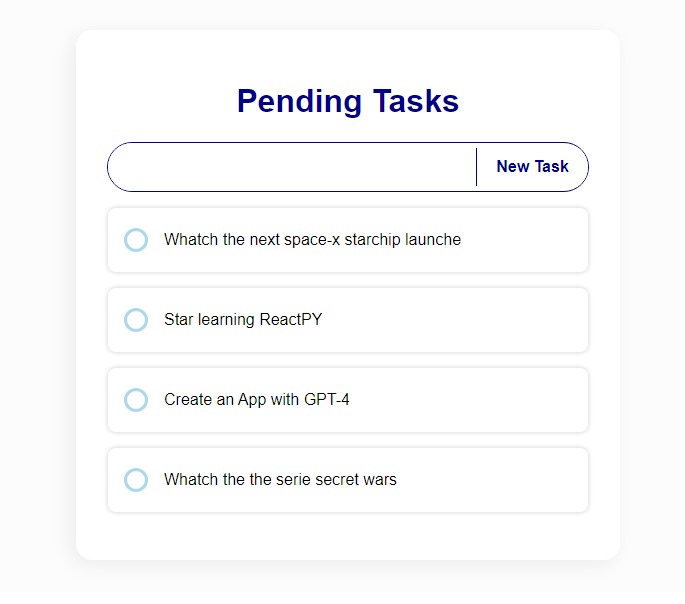 Pending Tasks
New Task
Whatch the next space-x starchip launche
Star learning ReactPY
Create an App with GPT-4
Whatch the the serie secret wars